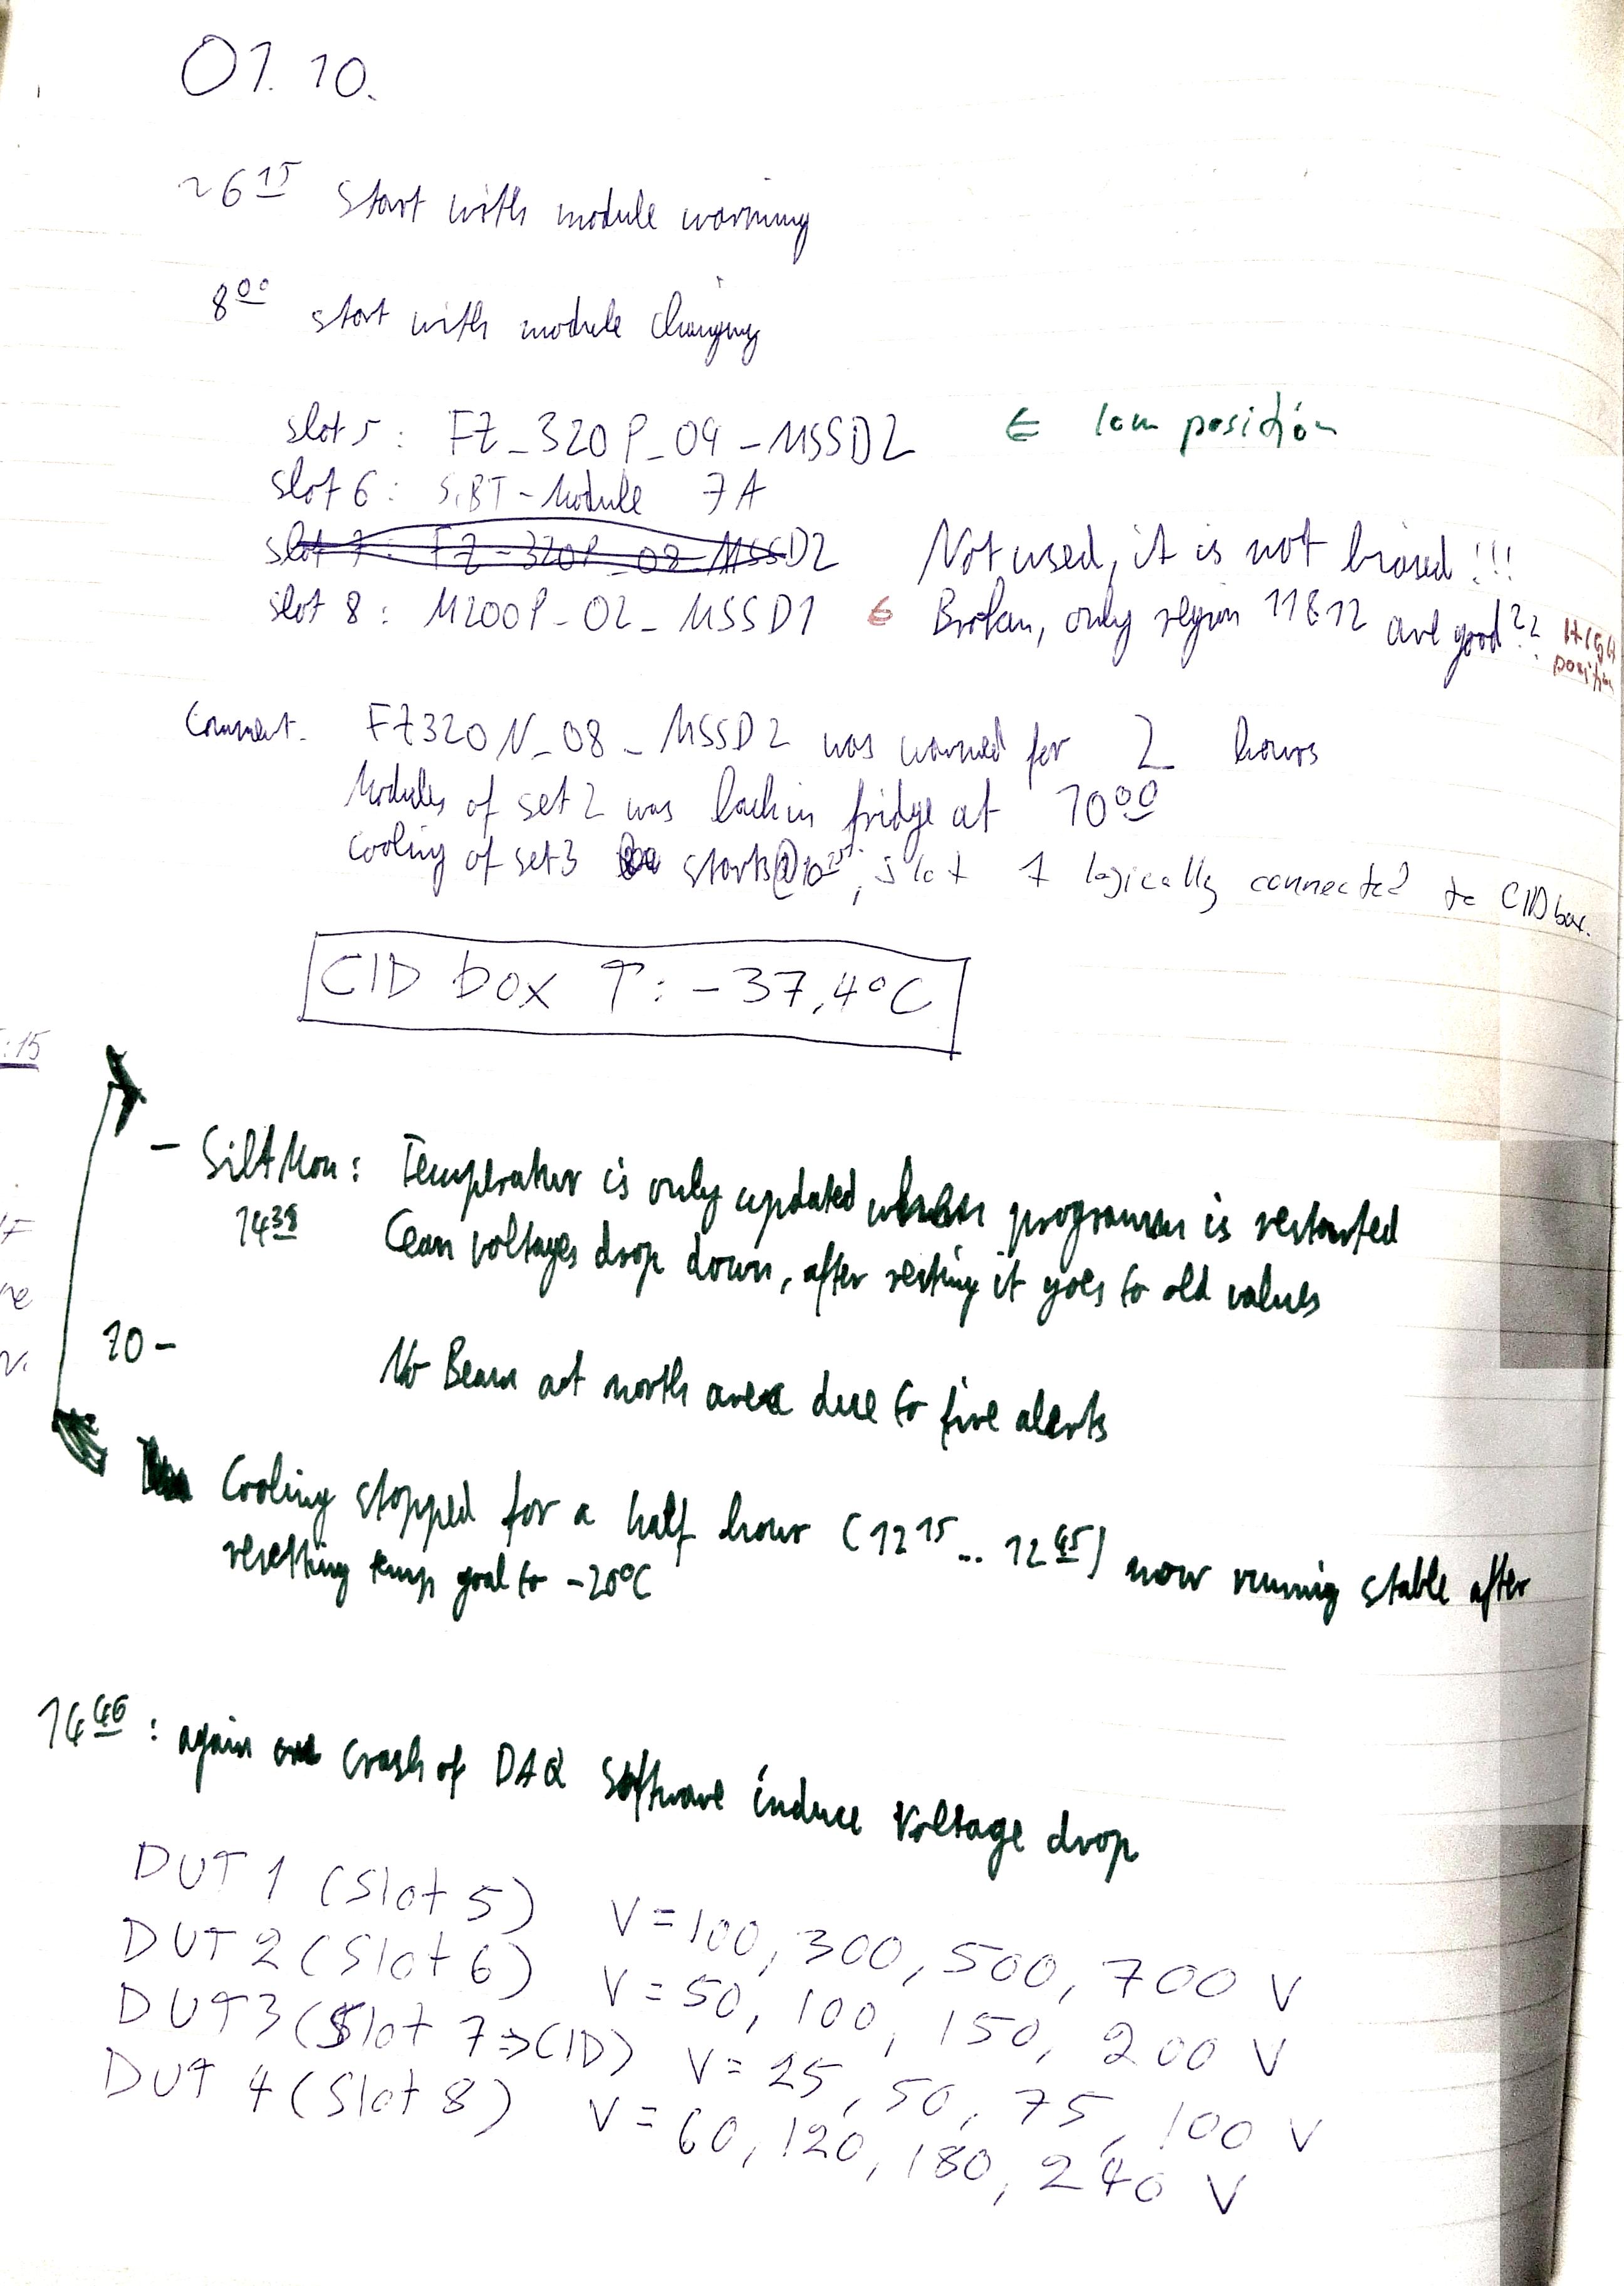 01.10.
~6 15 Start with module warming
8 00 start with module changing
slot 5: FZ_320P_09-MSSD2 ∈ low position
slot 6: SiBT-Module 7A
slot 7: FZ-320P_08-MSSD2 Not used, it is not biased!!!
slot 8: M200P-02_MSSD1 ∈ Broken, only region 11&12 are good??
HIGH
position
Comment. FZ320N_08_MSSD2 was warmed for 2 hours
Modules of set 2 was back in fridge at 10 00
cooling of set 3 starts@10, slot 7 logically connected to CID box.
CID box T: -37,4°C
:15
- SiBtMon: Temperatur is only updated when programm is restarted
14 38 Cean voltages drop down, after resting it goes to old values
10- No Beam at north area due to fire alerts
Cooling stopped for a half hour (12 15 ... 12 45) now running stable after
resetting temp goal to -20°C
14 46: again one crash of DAQ Software induce Voltage drop
DUT 1 (Slot 5) V=100, 300, 500, 700 V
DUT 2 (Slot 6) V=50, 100, 150, 200 V
DUT 3 (Slot 7=>CID) V=25, 50, 75, 100 V
DUT 4 (Slot 8) V=60, 120, 180, 240 V